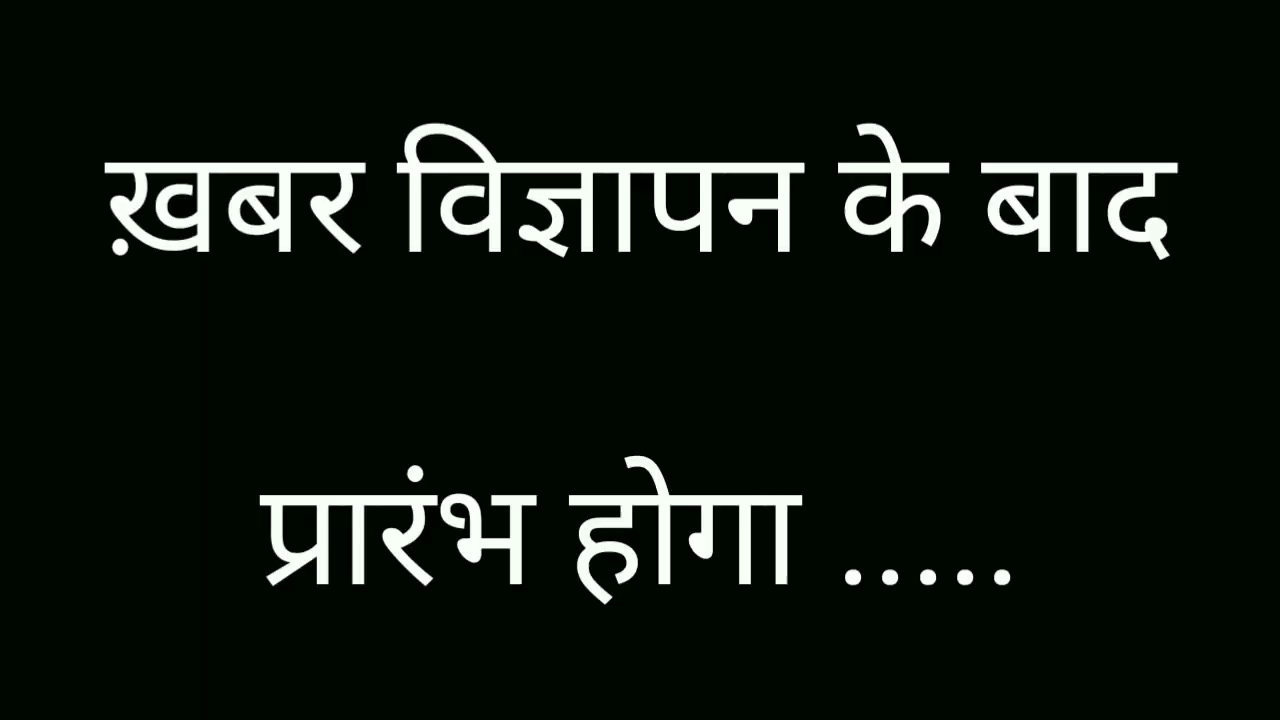 ख़बर विज्ञापन के बाद
प्रारंभ होगा .....